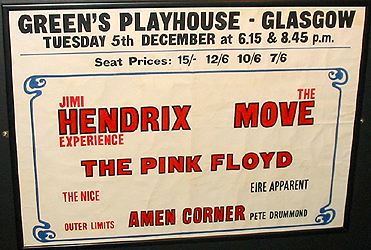 GREEN'S PLAYHOUSE - GLASGOW
TUESDAY 5th DECEMBER at 6.15 & 8.45 p.m.
Seat Prices: 15/- 12/6 10/6 7/6
JIMI THE
HENDRIX MOVE
EXPERIENCE
THE PINK FLOYD
THE NICE EIRE APPARENT
OUTER LIMITS AMEN CORNER PETE DRUMMOND